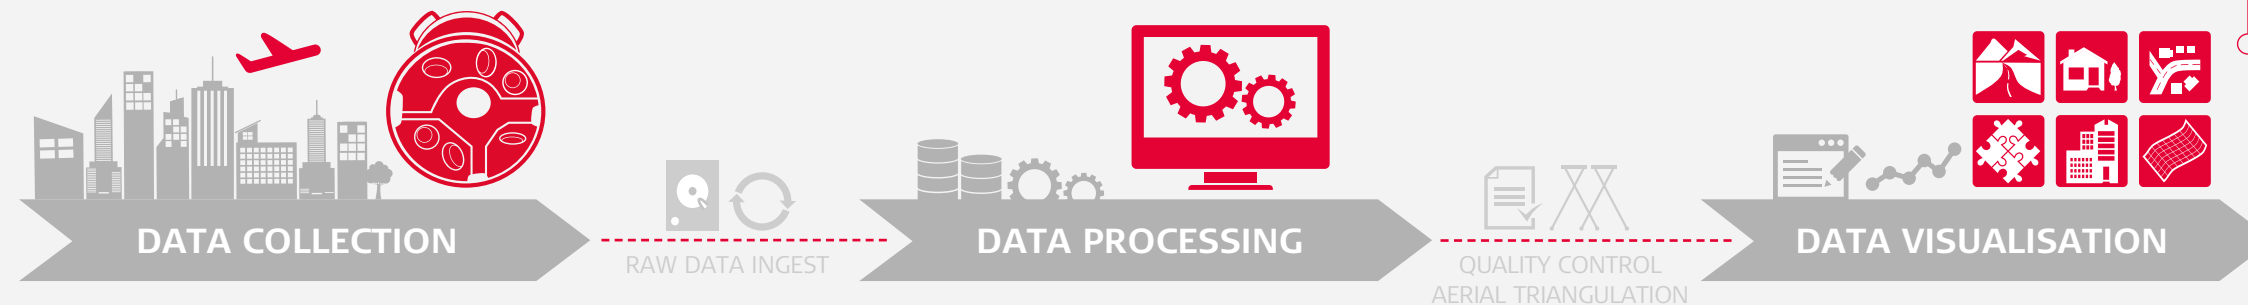 DATA COLLECTION
RAW DATA INGEST
DATA PROCESSING
QUALITY CONTROL
AERIAL TRIANGULATION
DATA VISUALISATION